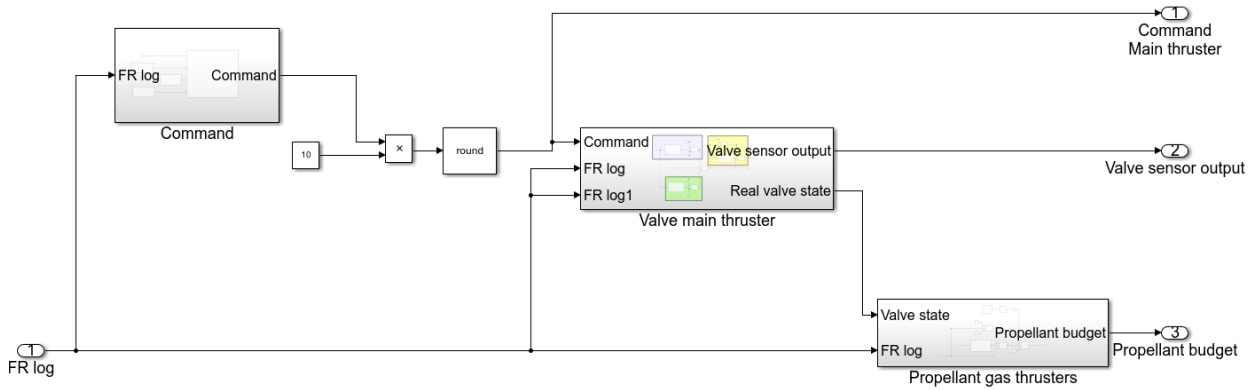 1
Command
Main thruster
FR log
Command
Command
10
×
round
Command
FR log
FR log1
Valve sensor output
Real valve state
Valve main thruster
2
Valve sensor output
Valve state
FR log
Propellant budget
Propellant gas thrusters
3
Propellant budget
1
FR log